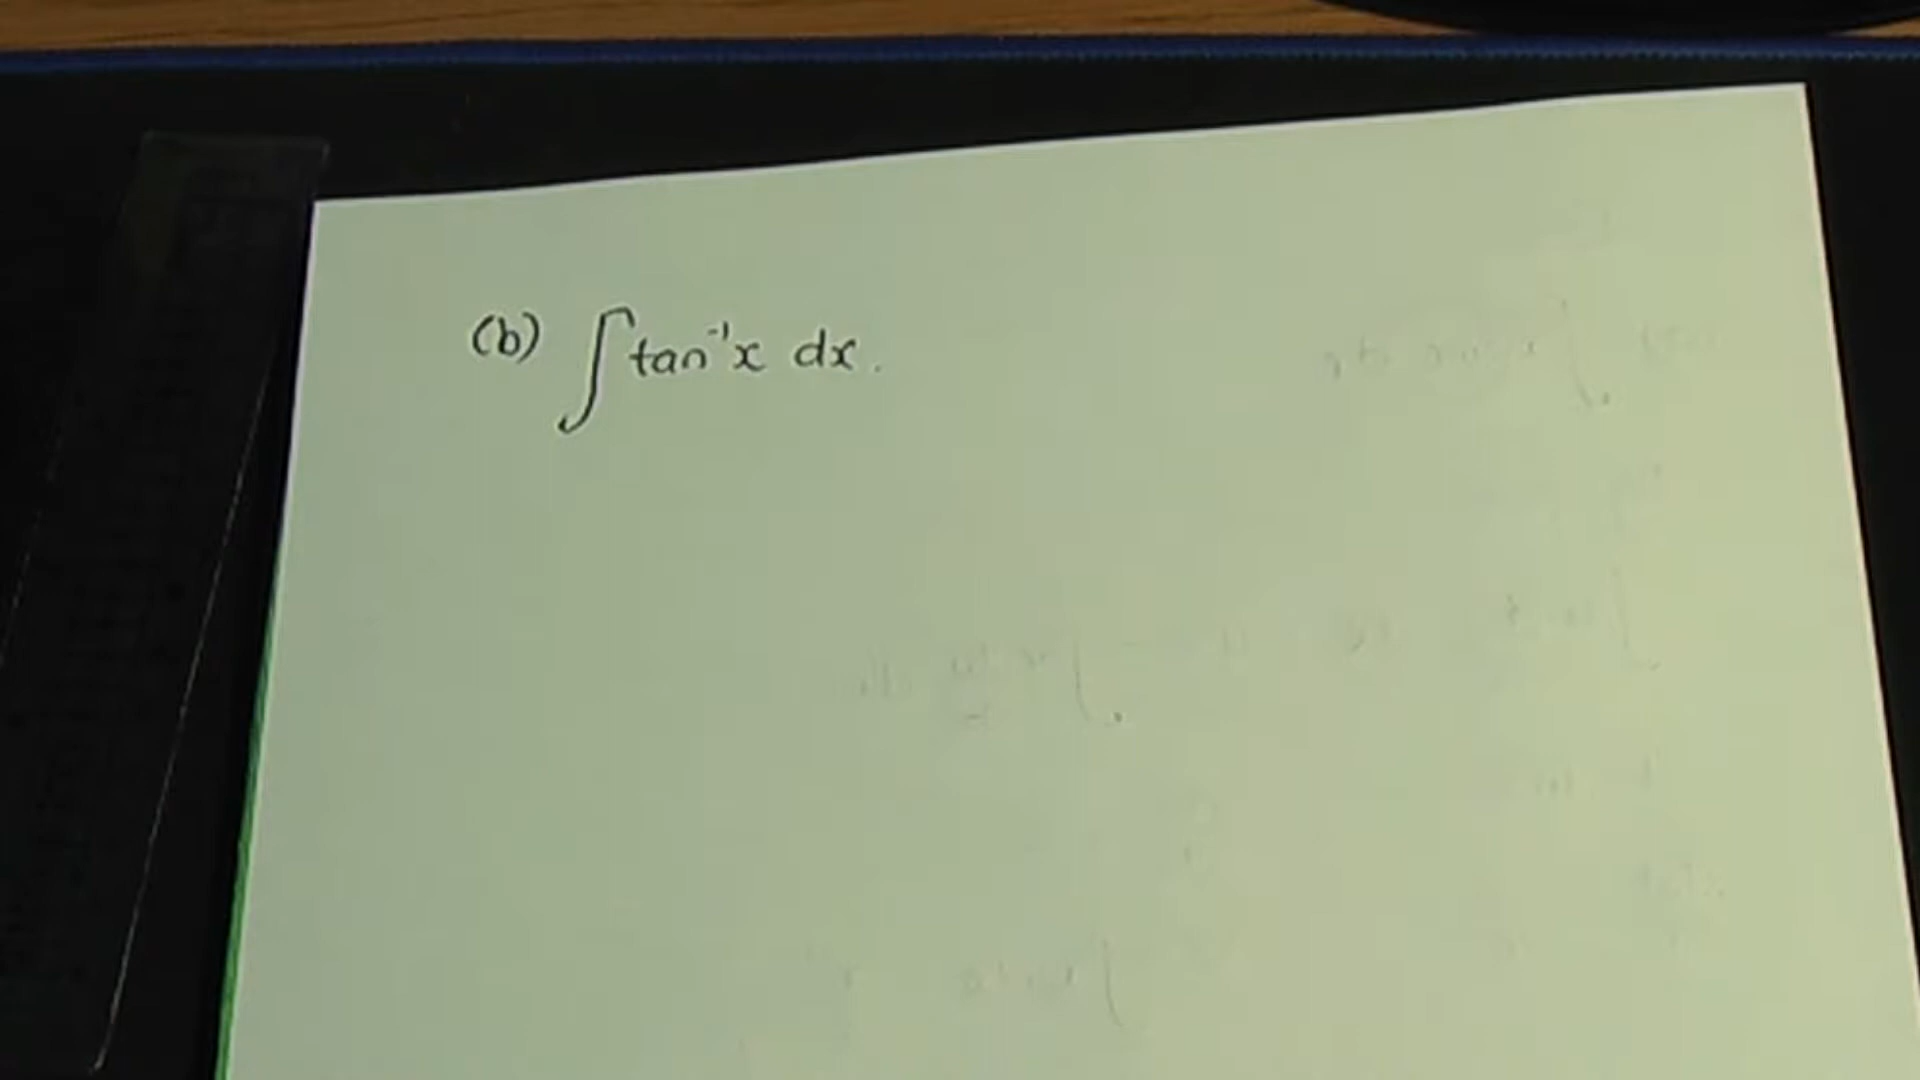 (b) ∫tan⁻¹x dx.